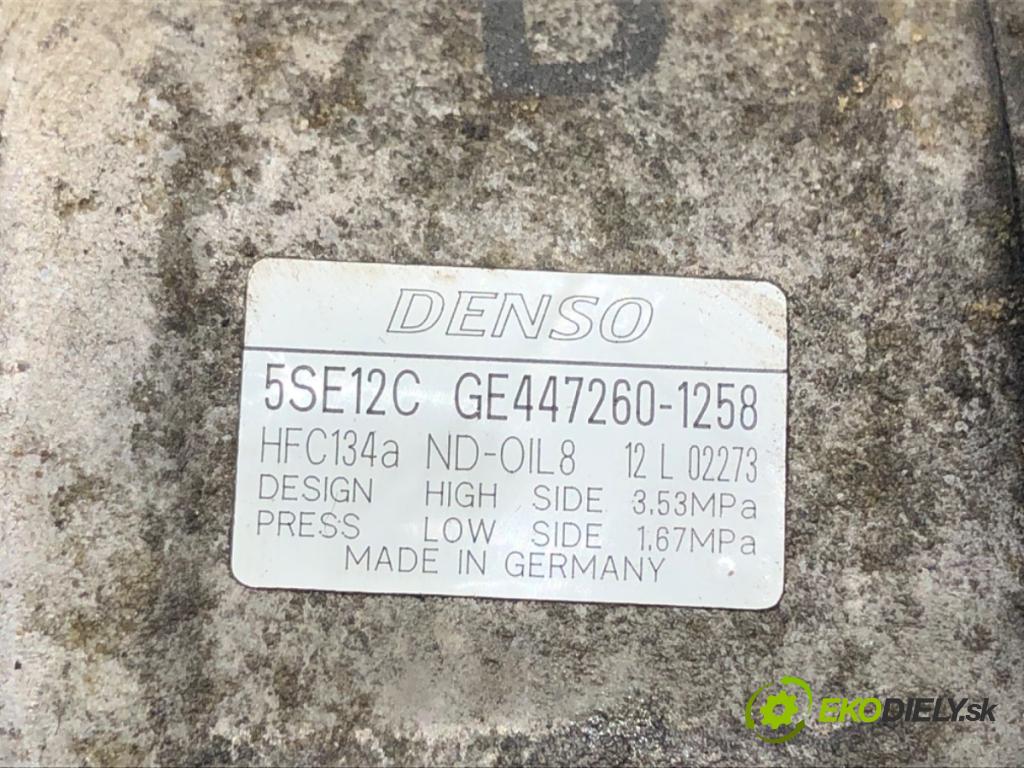 D
DENSO
5SE12C GE447260-1258
HFC134a ND-OIL8 12 L 02273
DESIGN HIGH SIDE 3.53MPa
PRESS LOW SIDE 1.67MPa
MADE IN GERMANY
EKODIELY.sk